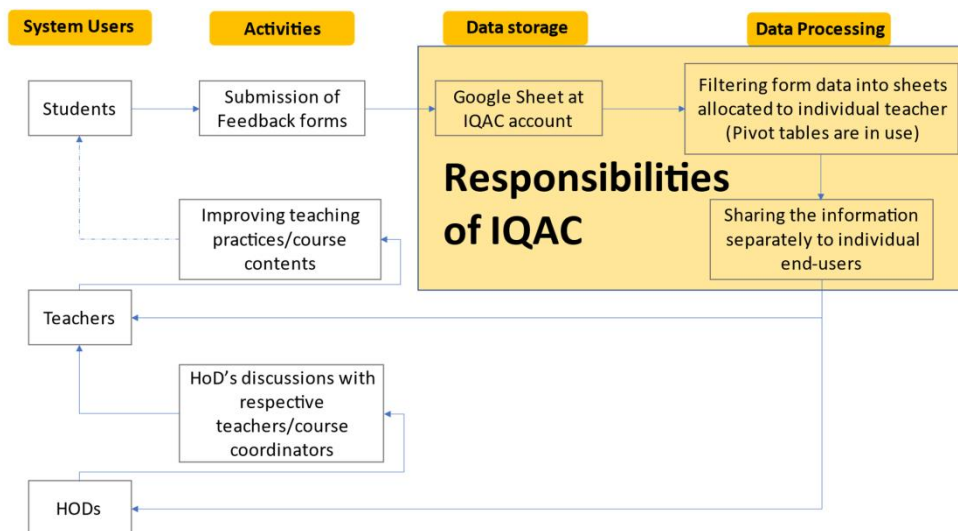 System Users
Activities
Data storage
Data Processing
Students
Submission of
Feedback forms
Google Sheet at
IQAC account
Filtering form data into sheets
allocated to individual teacher
(Pivot tables are in use)
Responsibilities
of IQAC
Improving teaching
practices/course
contents
Sharing the information
separately to individual
end-users
Teachers
HoD's discussions with
respective
teachers/course
coordinators
HODs